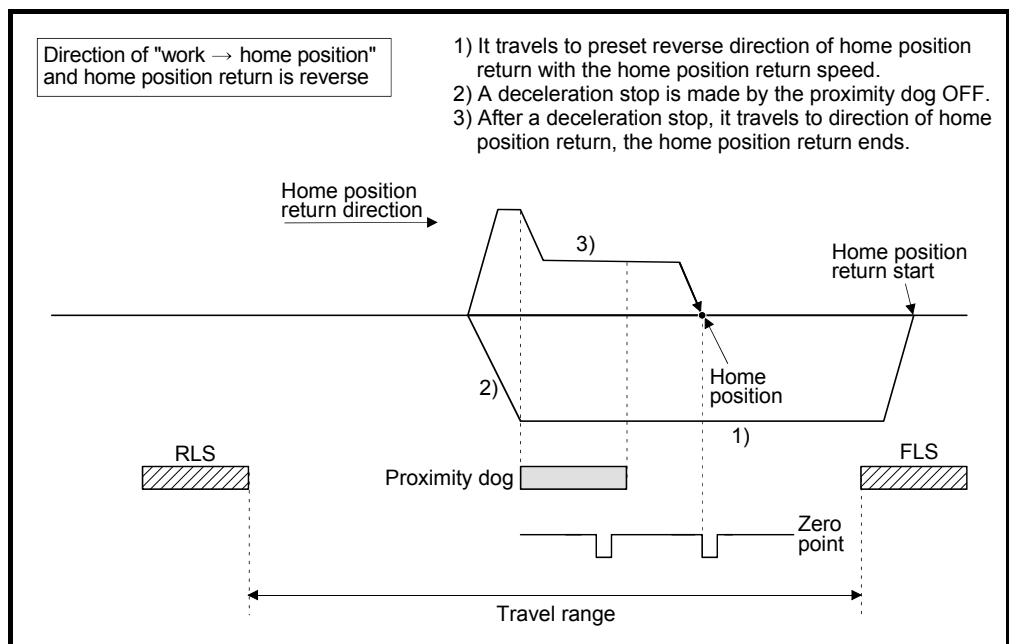 Direction of "work → home position"
and home position return is reverse
1) It travels to preset reverse direction of home position
return with the home position return speed.
2) A deceleration stop is made by the proximity dog OFF.
3) After a deceleration stop, it travels to direction of home
position return, the home position return ends.
Home position
return direction
3)
Home position
return start
2)
Home
position
1)
RLS
Proximity dog
FLS
Zero
point
Travel range